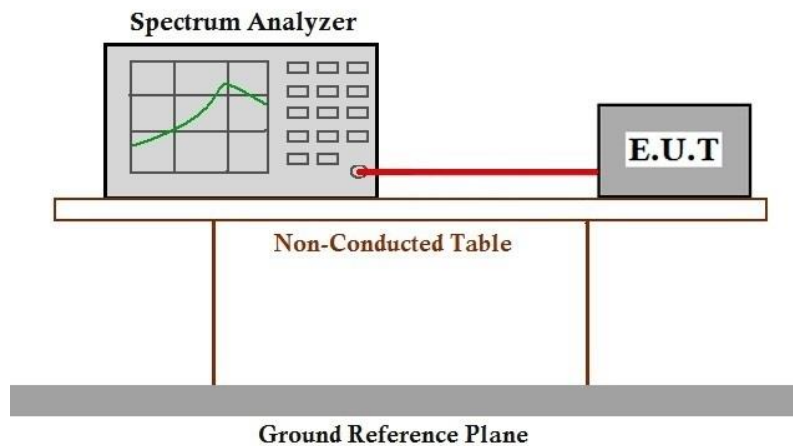 Spectrum Analyzer
E.U.T
Non-Conducted Table
Ground Reference Plane